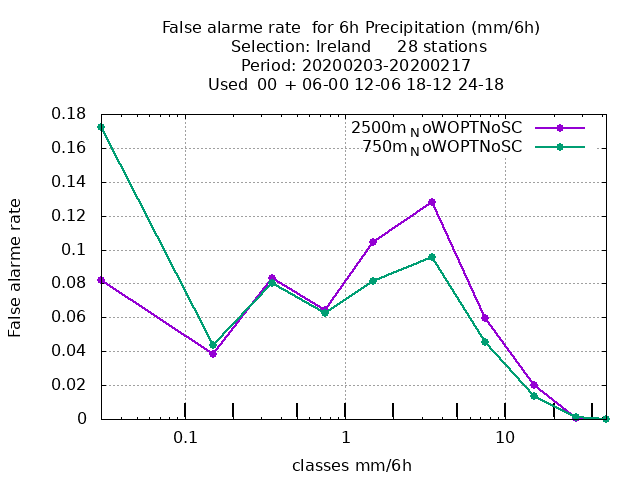 False alarme rate  for 6h Precipitation (mm/6h)
Selection: Ireland     28 stations
Period: 20200203-20200217
Used  00  + 06-00 12-06 18-12 24-18
2500m_NoWOPTNoSC
750m_NoWOPTNoSC
0.18
0.16
0.14
0.12
0.1
0.08
0.06
0.04
0.02
0
False alarme rate
0.1 1 10
classes mm/6h